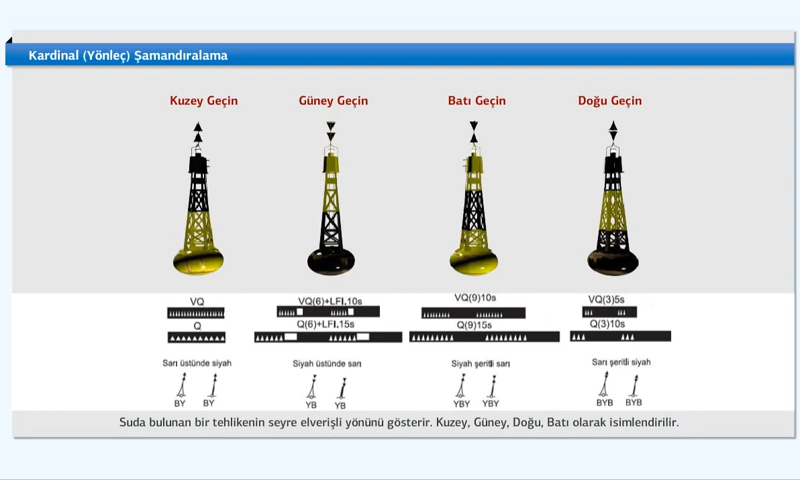 Kardinal (Yönleç) Şamandıralama
Kuzey Geçin Güney Geçin Batı Geçin Doğu Geçin
VQ VQ(6)+LFI.10s VQ(9)10s VQ(3)5s
Q Q(6)+LFI.15s Q(9)15s Q(3)10s
Sarı üstünde siyah Siyah üstünde sarı Siyah şeritli sarı Sarı şeritli siyah
BY BY YB YB YBY YBY BYB BYB
Suda bulunan bir tehlikenin seyre elverişli yönünü gösterir. Kuzey, Güney, Doğu, Batı olarak isimlendirilir.